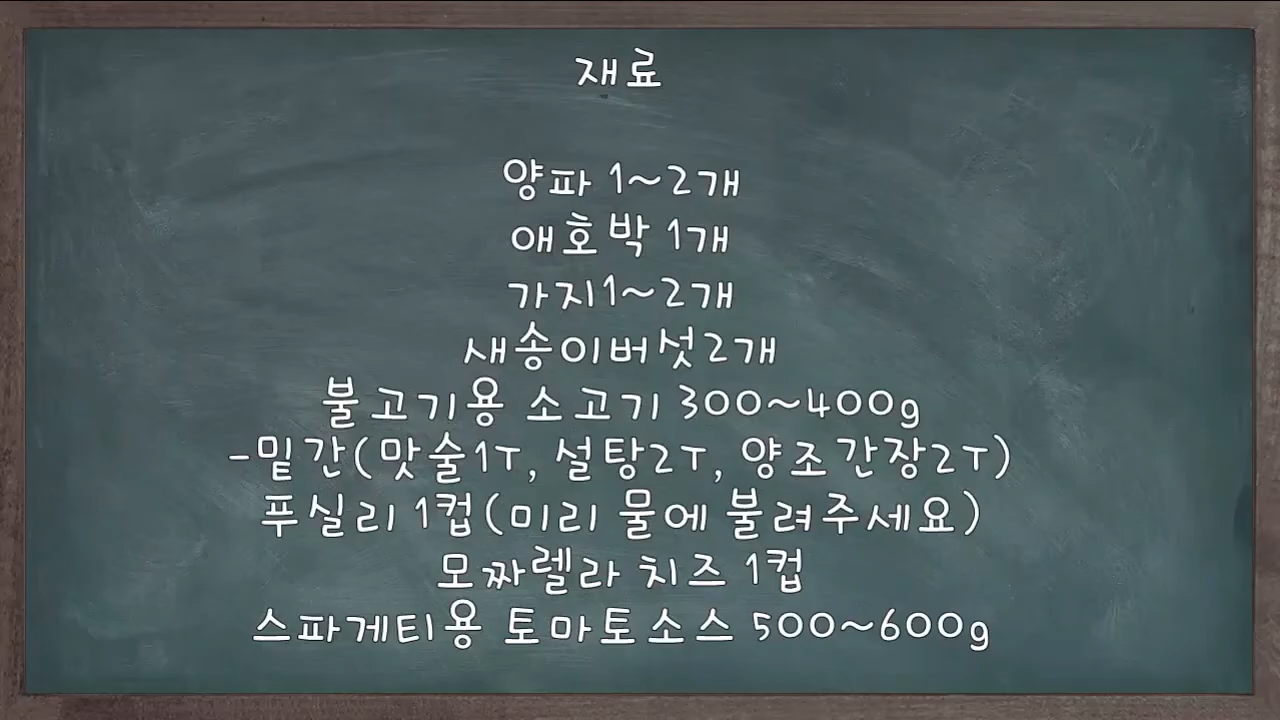 재료
양파 1~2개
애호박 1개
가지1~2개
새송이버섯2개
불고기용 소고기 300~400g
-밑간(맛술1T, 설탕2T, 양조간장2T)
푸실리 1컵(미리 물에 불려주세요)
모짜렐라 치즈 1컵
스파게티용 토마토소스 500~600g